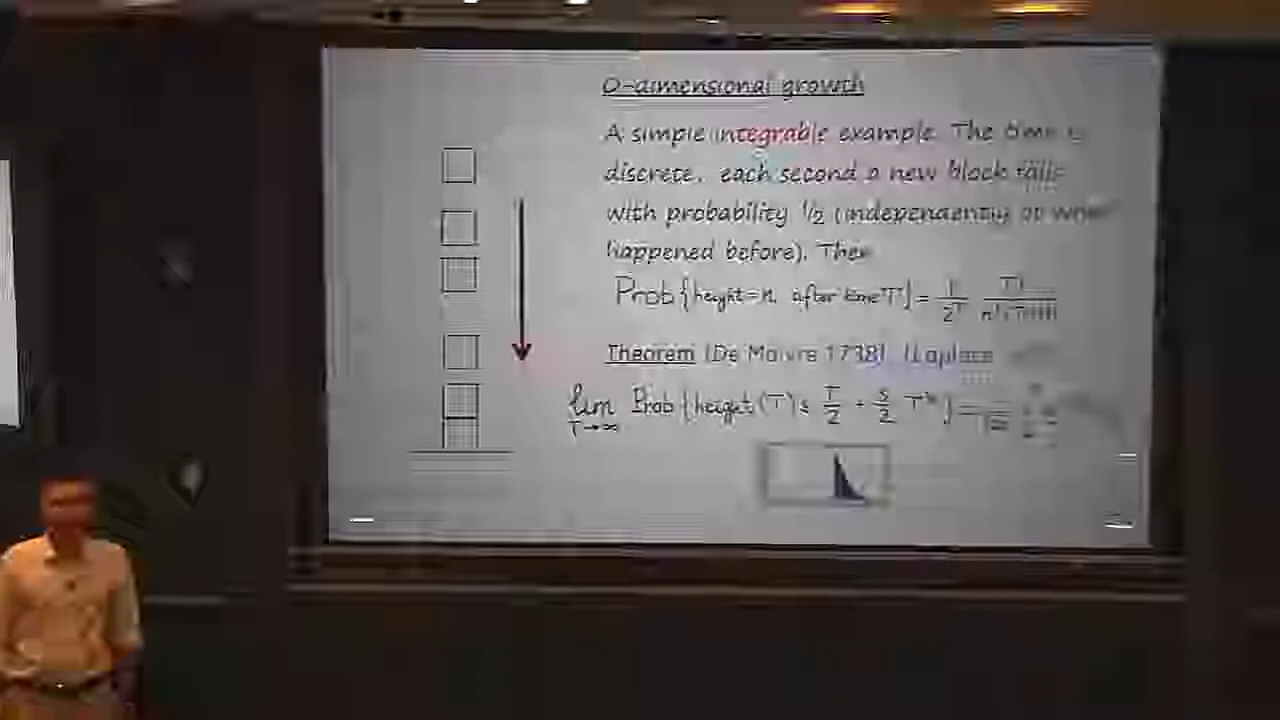 0-dimensional growth
A simple integrable example. The time is
discrete, each second a new block falls
with probability 1/2 (independently of what
happened before). Then
Prob{height=n after time T} = 1/2^T T!/n!(T-n)!
Theorem (De Moivre 1738), (Laplace
lim T→∞ Prob{height(T) ≤ T/2 + s/2 T